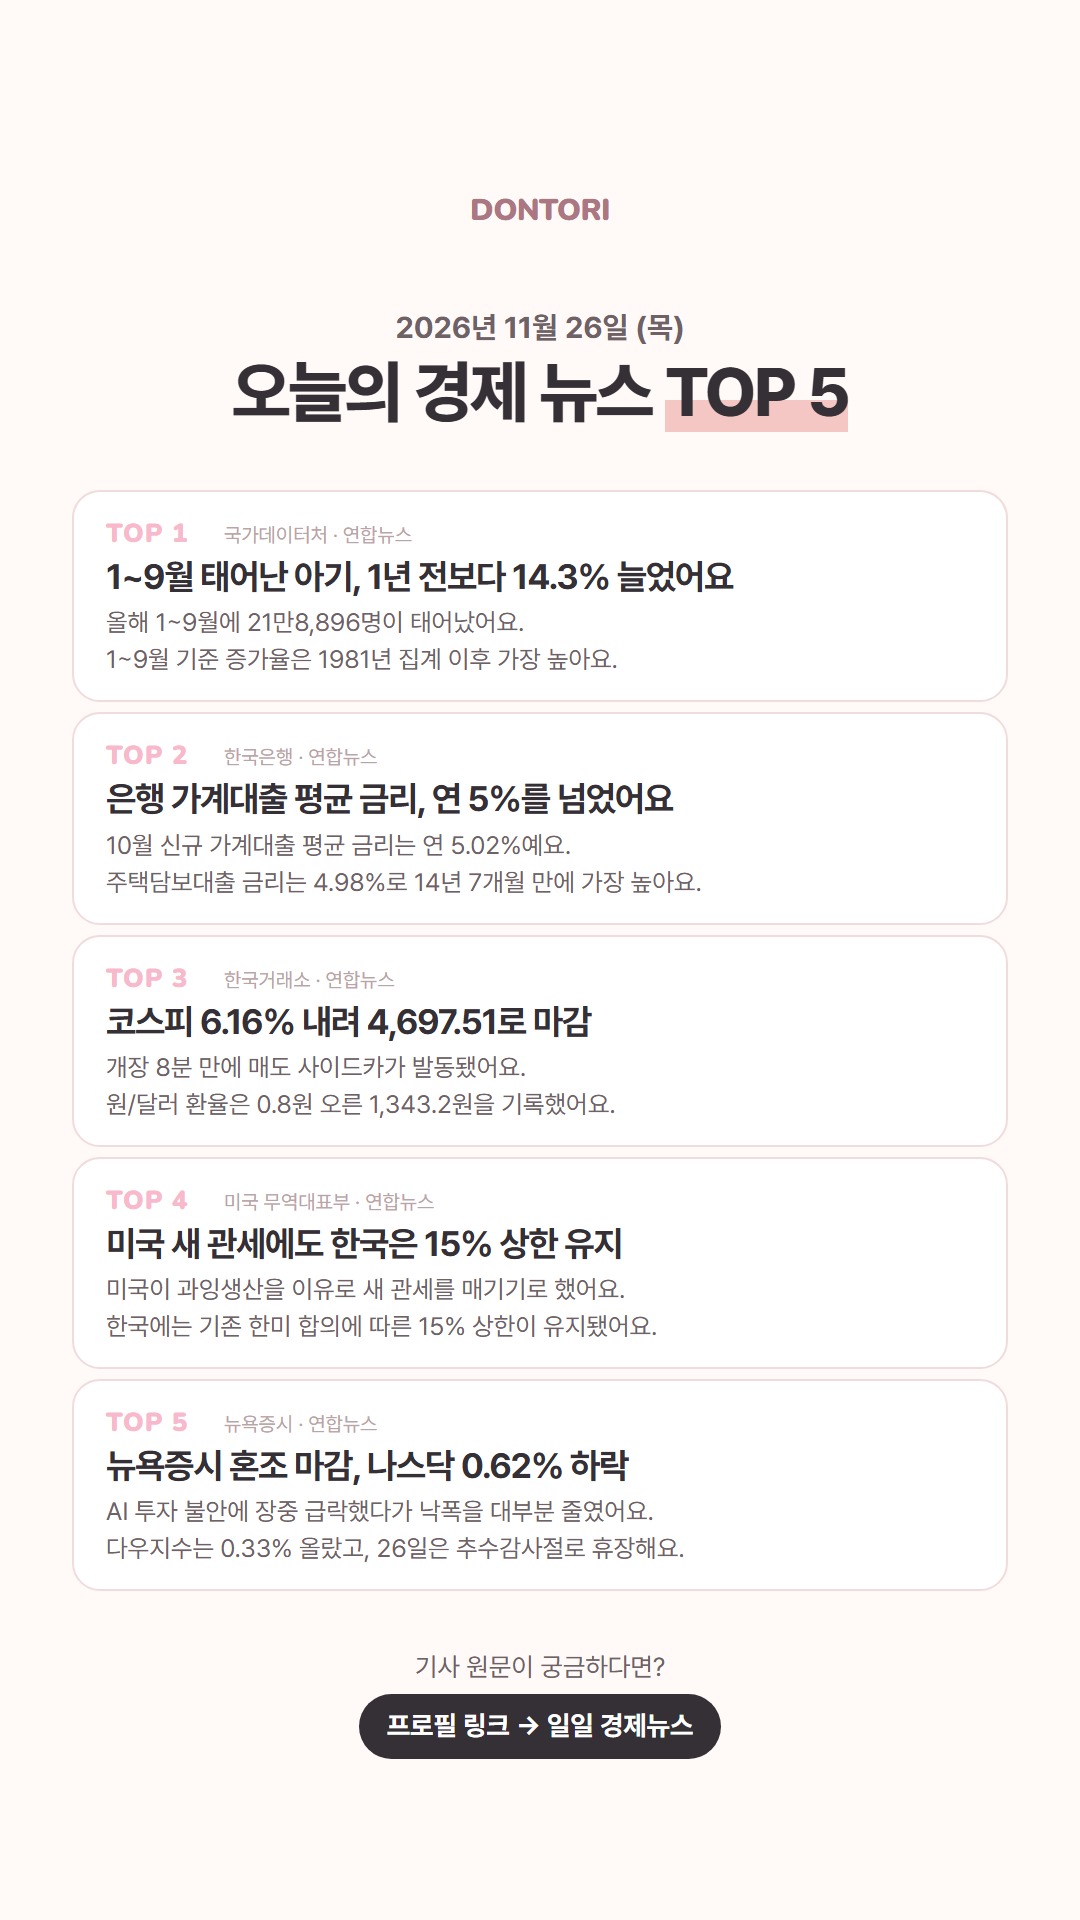 DONTORI
2026년 11월 26일 (목)
오늘의 경제 뉴스 TOP 5
TOP 1 국가데이터처 · 연합뉴스
1~9월 태어난 아기, 1년 전보다 14.3% 늘었어요
올해 1~9월에 21만8,896명이 태어났어요.
1~9월 기준 증가율은 1981년 집계 이후 가장 높아요.
TOP 2 한국은행 · 연합뉴스
은행 가계대출 평균 금리, 연 5%를 넘었어요
10월 신규 가계대출 평균 금리는 연 5.02%예요.
주택담보대출 금리는 4.98%로 14년 7개월 만에 가장 높아요.
TOP 3 한국거래소 · 연합뉴스
코스피 6.16% 내려 4,697.51로 마감
개장 8분 만에 매도 사이드카가 발동됐어요.
원/달러 환율은 0.8원 오른 1,343.2원을 기록했어요.
TOP 4 미국 무역대표부 · 연합뉴스
미국 새 관세에도 한국은 15% 상한 유지
미국이 과잉생산을 이유로 새 관세를 매기기로 했어요.
한국에는 기존 한미 합의에 따른 15% 상한이 유지됐어요.
TOP 5 뉴욕증시 · 연합뉴스
뉴욕증시 혼조 마감, 나스닥 0.62% 하락
AI 투자 불안에 장중 급락했다가 낙폭을 대부분 줄였어요.
다우지수는 0.33% 올랐고, 26일은 추수감사절로 휴장해요.
기사 원문이 궁금하다면?
프로필 링크 → 일일 경제뉴스